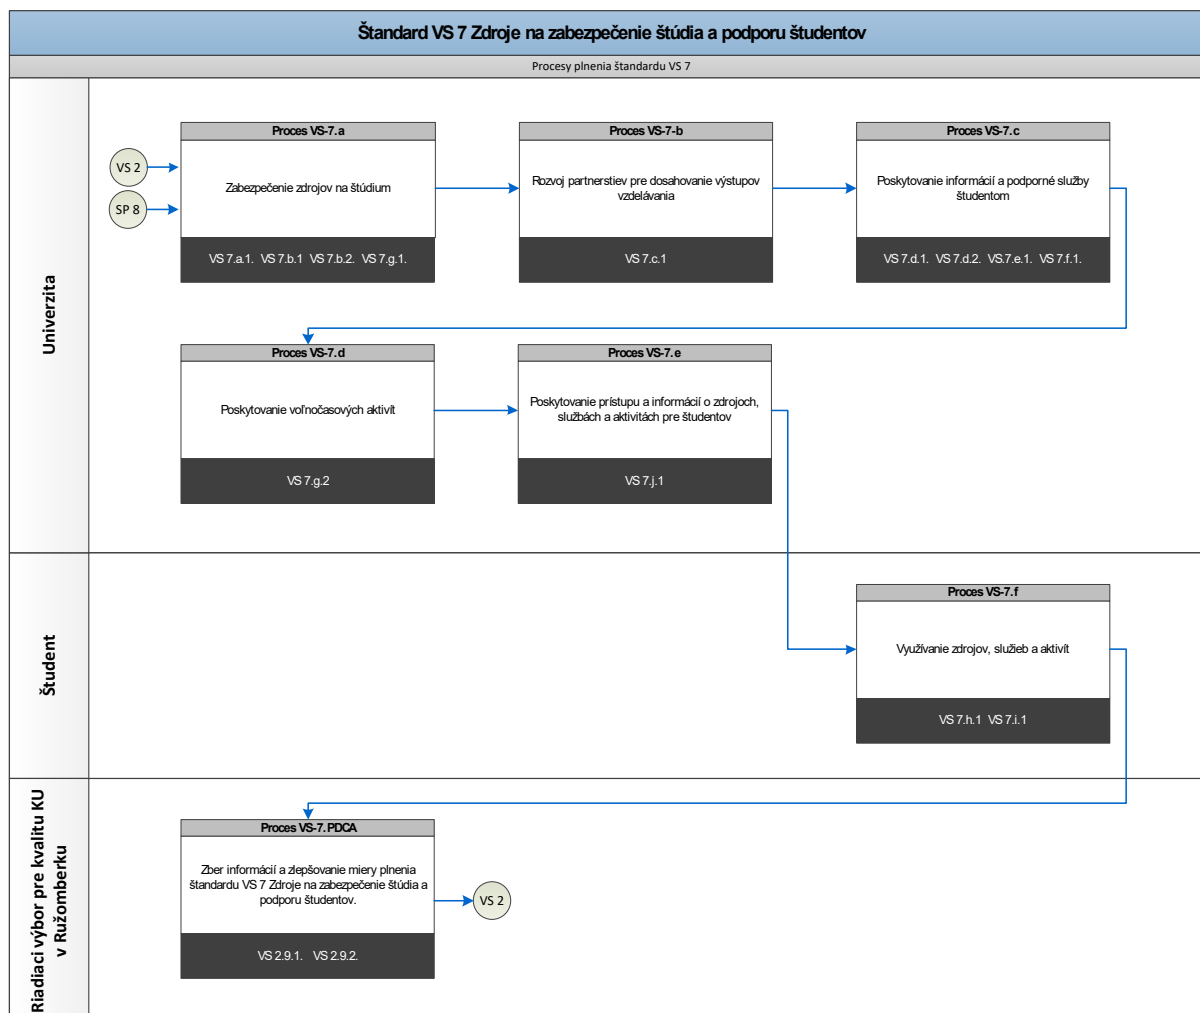 Štandard VS 7 Zdroje na zabezpečenie štúdia a podporu študentov
Procesy plnenia štandardu VS 7
Univerzita
VS 2
SP 8
Proces VS-7.a
Zabezpečenie zdrojov na štúdium
VS 7.a.1. VS 7.b.1 VS 7.b.2. VS 7.g.1.
Proces VS-7-b
Rozvoj partnerstiev pre dosahovanie výstupov
vzdelávania
VS 7.c.1
Proces VS-7.c
Poskytovanie informácií a podporné služby
študentom
VS 7.d.1. VS 7.d.2. VS.7.e.1. VS 7.f.1.
Proces VS-7.d
Poskytovanie voľnočasových aktivít
VS 7.g.2
Proces VS-7.e
Poskytovanie prístupu a informácií o zdrojoch,
službách a aktivitách pre študentov
VS 7.j.1
Študent
Proces VS-7.f
Využívanie zdrojov, služieb a aktivít
VS 7.h.1 VS 7.i.1
Riadiaci výbor pre kvalitu KU
v Ružomberku
Proces VS-7.PDCA
Zber informácií a zlepšovanie miery plnenia
štandardu VS 7 Zdroje na zabezpečenie štúdia a
podporu študentov.
VS 2.9.1. VS 2.9.2.
VS 2